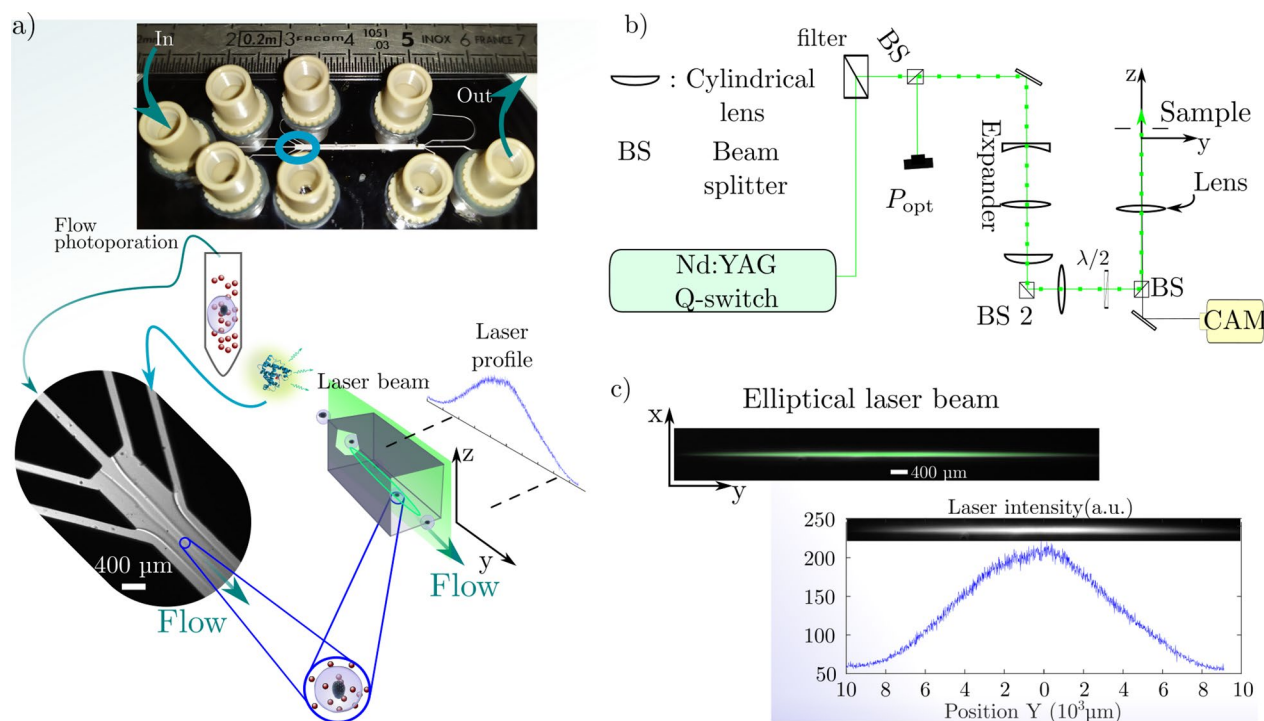 a)
In
2 0.2m 3 FACOM 4 1051 .03 5 INOX 6 FRANCE 7
Out
Flow
photoporation
Laser
profile
Laser beam
z
y
Flow
400 µm
Flow
b)
filter
BS
: Cylindrical
lens
BS Beam
splitter
P opt
Expander
z
Sample
y
Lens
λ/2
BS 2
BS
CAM
Nd:YAG
Q-switch
c)
Elliptical laser beam
x
y
400 µm
Laser intensity(a.u.)
250
200
150
100
50
10 8 6 4 2 0 2 4 6 8 10
Position Y (10³µm)